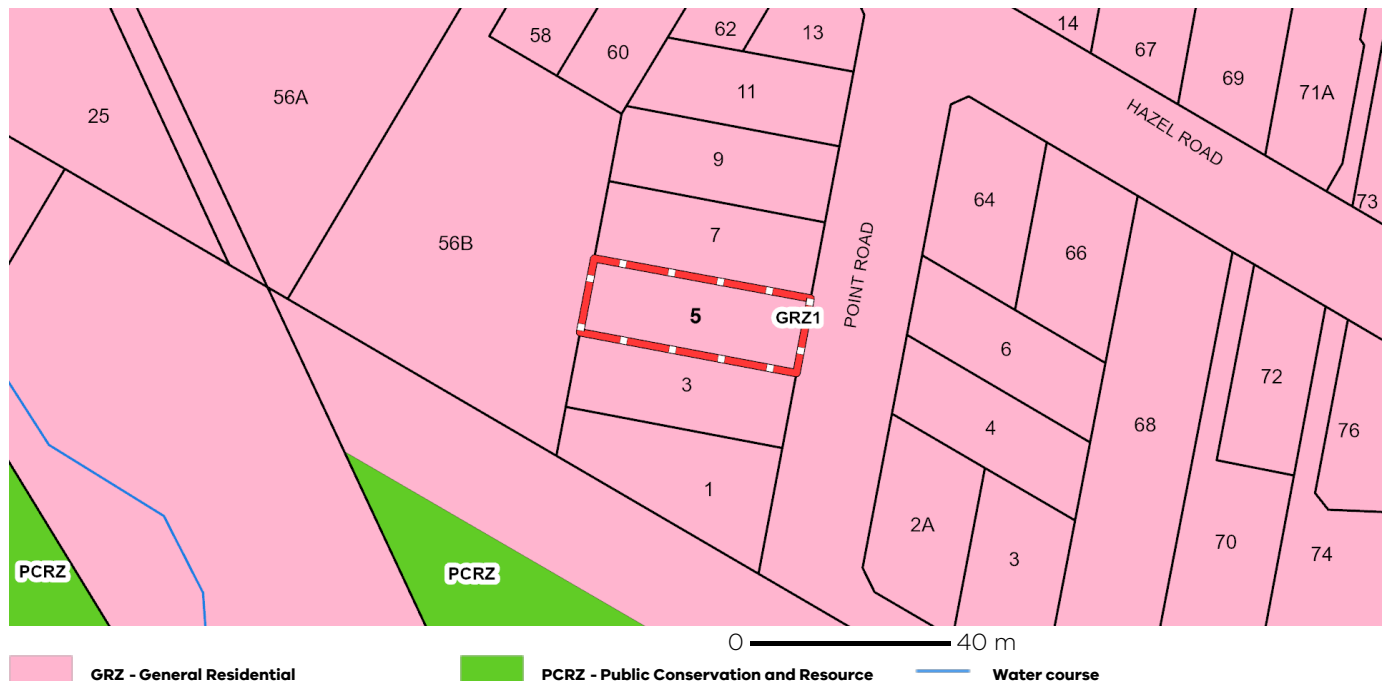 14
62
13
58
67
60
69
11
71A
56A
25
HAZEL ROAD
9
64
73
7
56B
66
POINT ROAD
5
GRZ1
6
3
72
4
68
76
1
2A
70
74
3
PCRZ
PCRZ
0 40 m
GRZ - General Residential
PCRZ - Public Conservation and Resource
Water course